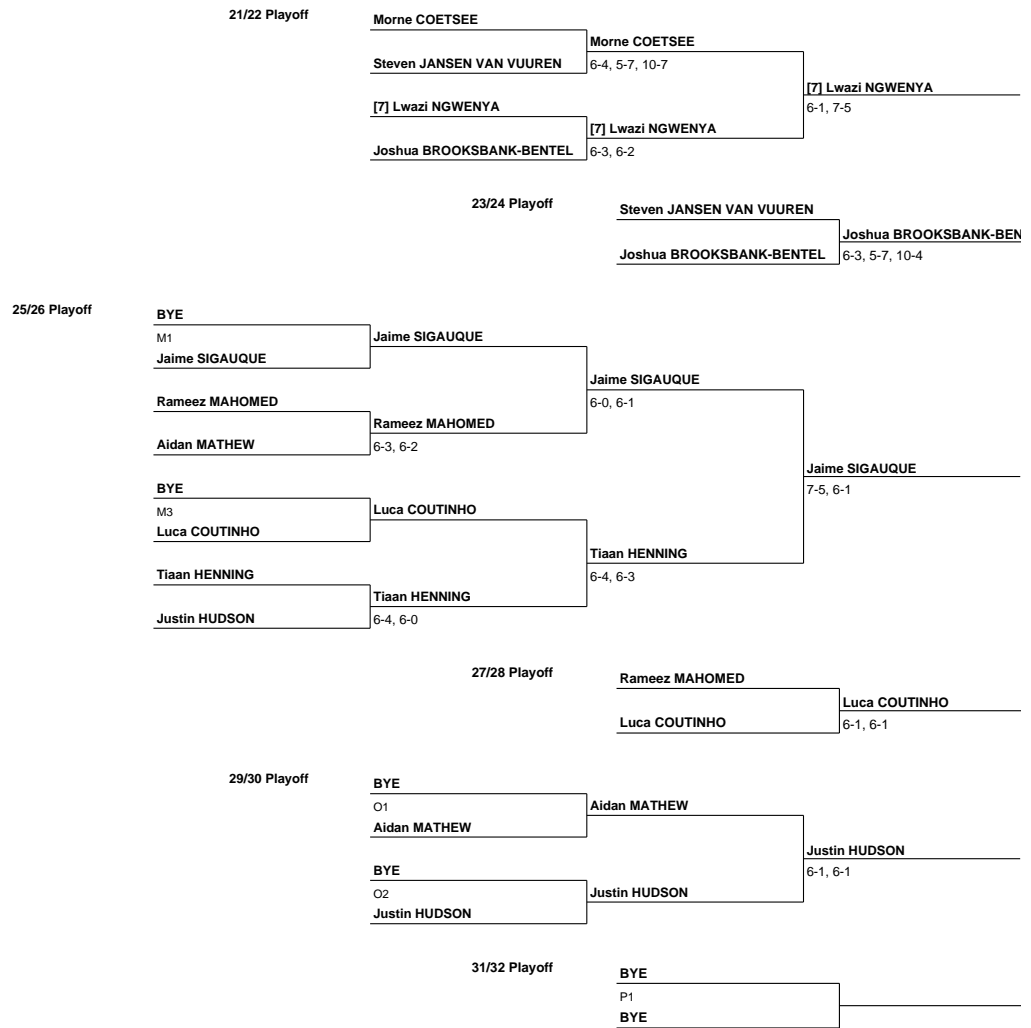 21/22 Playoff
Morne COETSEE
Morne COETSEE
Steven JANSEN VAN VUUREN
6-4, 5-7, 10-7
[7] Lwazi NGWENYA
6-1, 7-5
[7] Lwazi NGWENYA
[7] Lwazi NGWENYA
Joshua BROOKSBANK-BENTEL
6-3, 6-2
23/24 Playoff
Steven JANSEN VAN VUUREN
Joshua BROOKSBANK-BEN
Joshua BROOKSBANK-BENTEL
6-3, 5-7, 10-4
25/26 Playoff
BYE
M1
Jaime SIGAUQUE
Jaime SIGAUQUE
Jaime SIGAUQUE
6-0, 6-1
Rameez MAHOMED
Rameez MAHOMED
Aidan MATHEW
6-3, 6-2
Jaime SIGAUQUE
7-5, 6-1
BYE
M3
Luca COUTINHO
Luca COUTINHO
Tiaan HENNING
6-4, 6-3
Tiaan HENNING
Tiaan HENNING
Justin HUDSON
6-4, 6-0
27/28 Playoff
Rameez MAHOMED
Luca COUTINHO
Luca COUTINHO
6-1, 6-1
29/30 Playoff
BYE
O1
Aidan MATHEW
Aidan MATHEW
Justin HUDSON
6-1, 6-1
BYE
O2
Justin HUDSON
Justin HUDSON
31/32 Playoff
BYE
P1
BYE